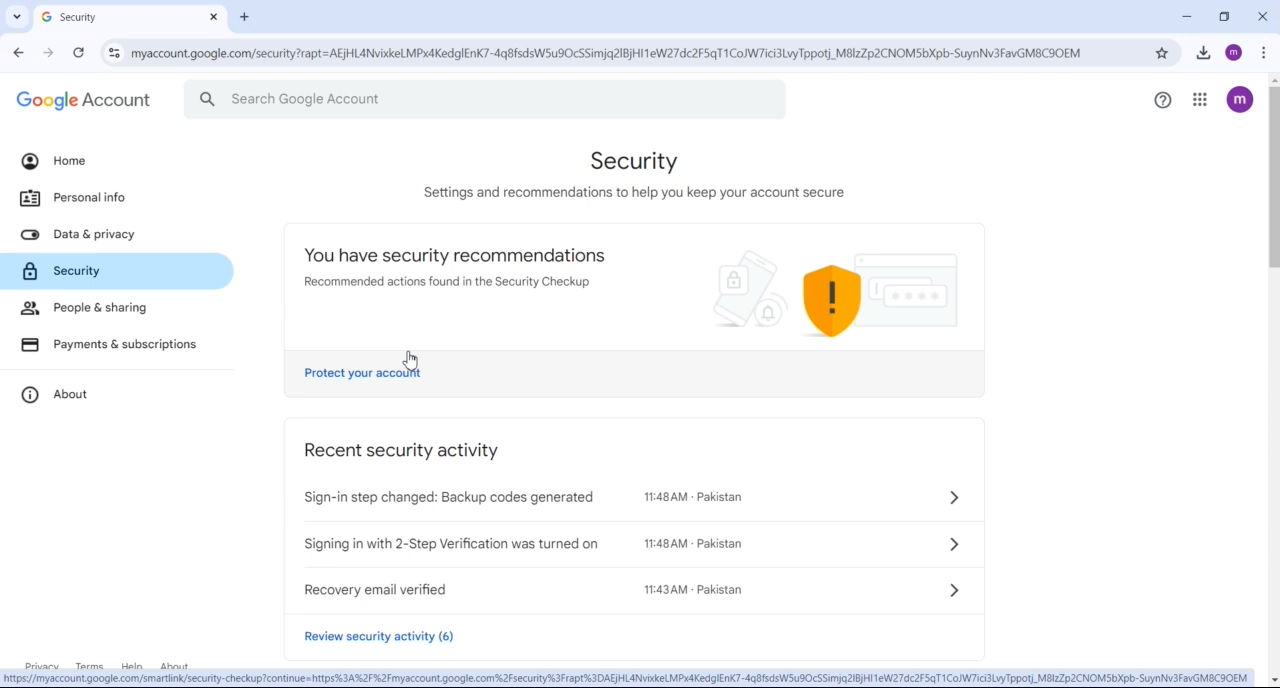 Security
myaccount.google.com/security?rapt=AEjHL4NvixkeLMPx4KedgIEnK7-4q8fsdsW5u9OcSSimjq2lBjHI1eW27dc2F5qT1CoJW7ici3LvyTppotj_M8IzZp2CNOM5bXpb-SuynNv3FavGM8C9OEM
m
Google Account
Search Google Account
m
Home
Personal info
Data & privacy
Security
People & sharing
Payments & subscriptions
About
Security
Settings and recommendations to help you keep your account secure
You have security recommendations
Recommended actions found in the Security Checkup
Protect your account
Recent security activity
Sign-in step changed: Backup codes generated 11:48 AM · Pakistan
Signing in with 2-Step Verification was turned on 11:48 AM · Pakistan
Recovery email verified 11:43 AM · Pakistan
Review security activity (6)
Privacy Terms Help About
https://myaccount.google.com/smartlink/security-checkup?continue=https%3A%2F%2Fmyaccount.google.com%2Fsecurity%3Frapt%3DAEjHL4NvixkeLMPx4KedgIEnK7-4q8fsdsW5u9OcSSimjq2lBjHI1eW27dc2F5qT1CoJW7ici3LvyTppotj_M8IzZp2CNOM5bXpb-SuynNv3FavGM8C9OEM